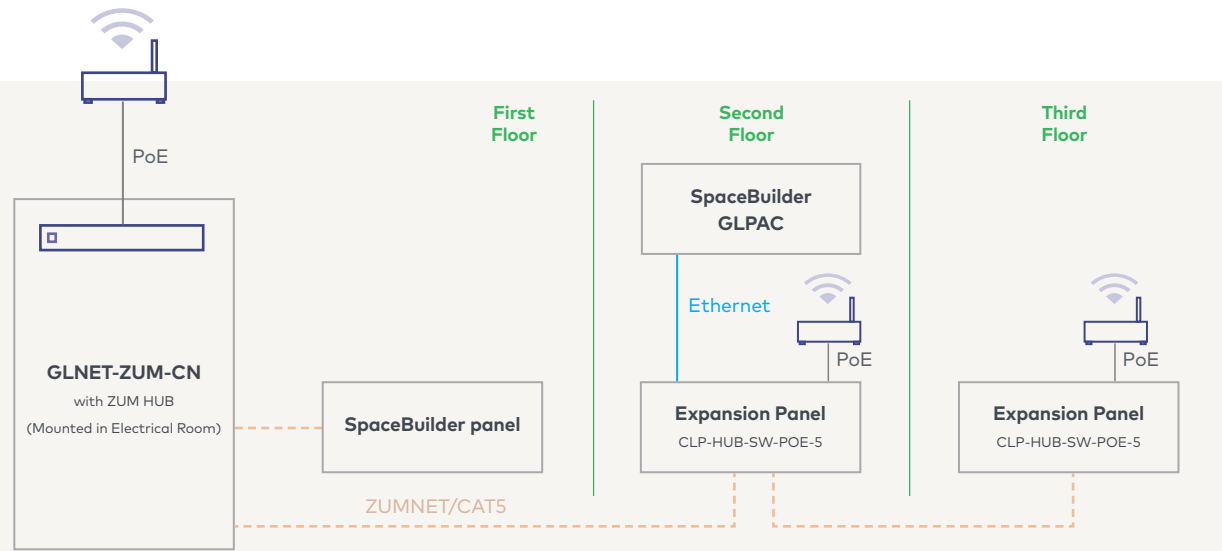 PoE
First
Floor
Second
Floor
Third
Floor
SpaceBuilder
GLPAC
Ethernet
PoE
PoE
GLNET-ZUM-CN
with ZUM HUB
(Mounted in Electrical Room)
SpaceBuilder panel
Expansion Panel
CLP-HUB-SW-POE-5
Expansion Panel
CLP-HUB-SW-POE-5
ZUMNET/CAT5